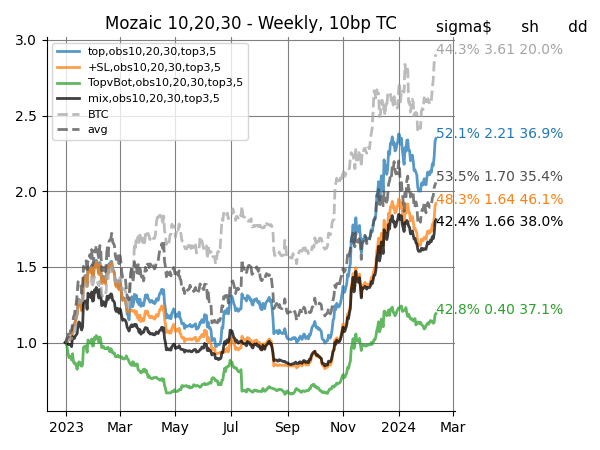 Mozaic 10,20,30 - Weekly, 10bp TC
sigma$ sh dd
top,obs10,20,30,top3,5
+SL,obs10,20,30,top3,5
TopvBot,obs10,20,30,top3,5
mix,obs10,20,30,top3,5
BTC
avg
44.3% 3.61 20.0%
52.1% 2.21 36.9%
53.5% 1.70 35.4%
48.3% 1.64 46.1%
42.4% 1.66 38.0%
42.8% 0.40 37.1%
3.0
2.5
2.0
1.5
1.0
2023 Mar May Jul Sep Nov 2024 Mar